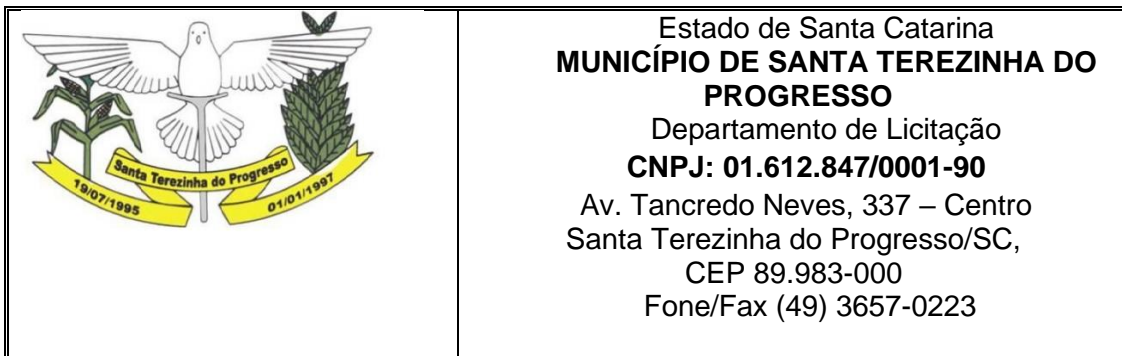 Santa Terezinha do Progresso
19/07/1995
01/01/1997
Estado de Santa Catarina
MUNICÍPIO DE SANTA TEREZINHA DO
PROGRESSO
Departamento de Licitação
CNPJ: 01.612.847/0001-90
Av. Tancredo Neves, 337 – Centro
Santa Terezinha do Progresso/SC,
CEP 89.983-000
Fone/Fax (49) 3657-0223